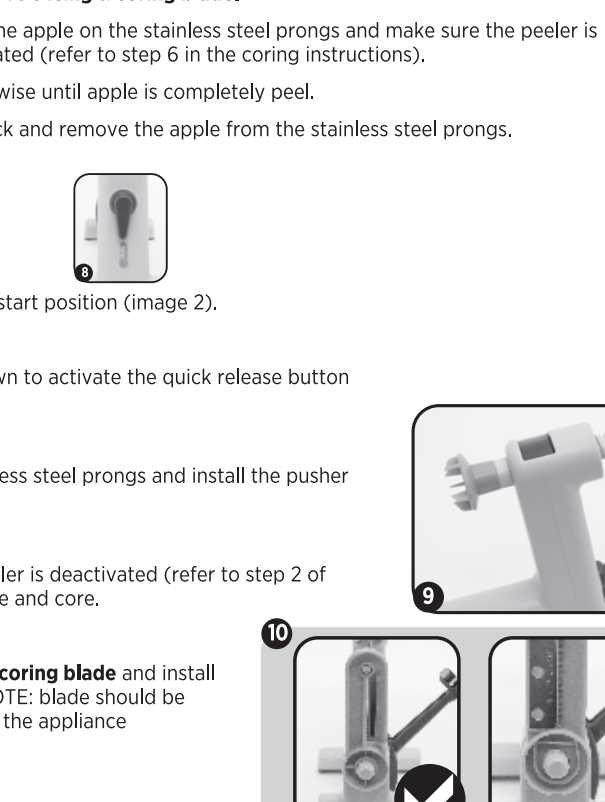 he apple on the stainless steel prongs and make sure the peeler is
ated (refer to step 6 in the coring instructions).
wise until apple is completely peel.
ck and remove the apple from the stainless steel prongs.
8
start position (image 2).
wn to activate the quick release button
less steel prongs and install the pusher
9
ler is deactivated (refer to step 2 of
e and core.
10
coring blade and install
OTE: blade should be
the appliance